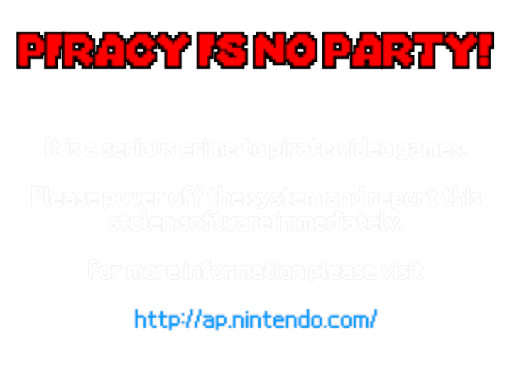 PIRACY IS NO PARTY!
It is a serious crime to pirate video games.
Please power off the system and report this
stolen software immediately.
For more information please visit
http://ap.nintendo.com/